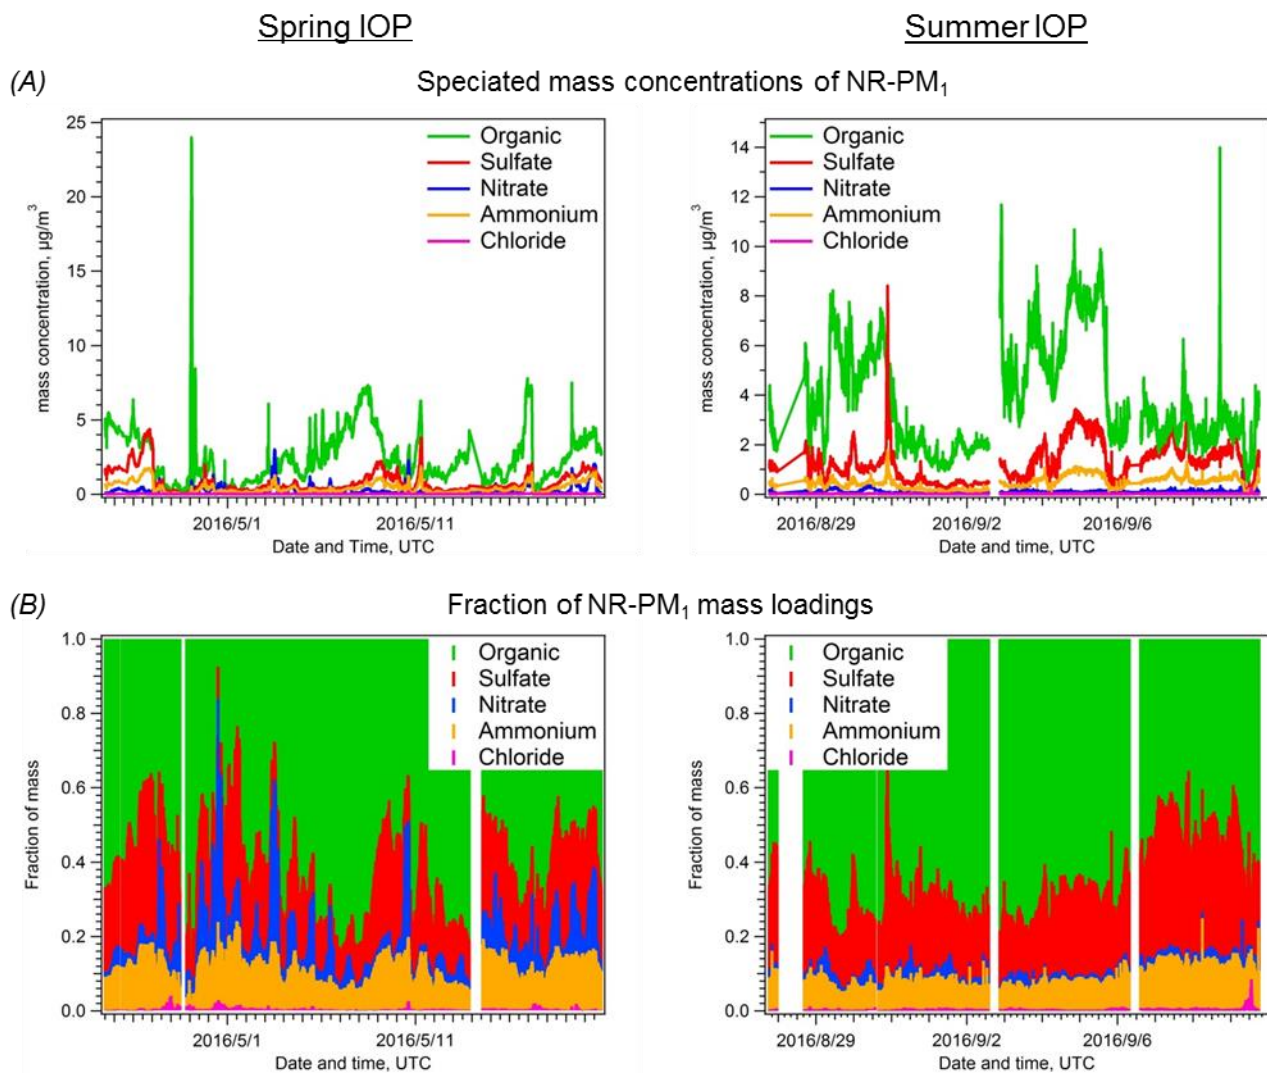 Spring IOP
Summer IOP
(A)
Speciated mass concentrations of NR-PM₁
25
20
15
10
5
0
mass concentration, µg/m³
Organic
Sulfate
Nitrate
Ammonium
Chloride
2016/5/1
2016/5/11
Date and Time, UTC
14
12
10
8
6
4
2
0
mass concentration, µg/m³
Organic
Sulfate
Nitrate
Ammonium
Chloride
2016/8/29
2016/9/2
2016/9/6
Date and time, UTC
(B)
Fraction of NR-PM₁ mass loadings
1.0
0.8
0.6
0.4
0.2
0.0
Fraction of mass
Organic
Sulfate
Nitrate
Ammonium
Chloride
2016/5/1
2016/5/11
Date and time, UTC
1.0
0.8
0.6
0.4
0.2
0.0
Fraction of mass
Organic
Sulfate
Nitrate
Ammonium
Chloride
2016/8/29
2016/9/2
2016/9/6
Date and time, UTC